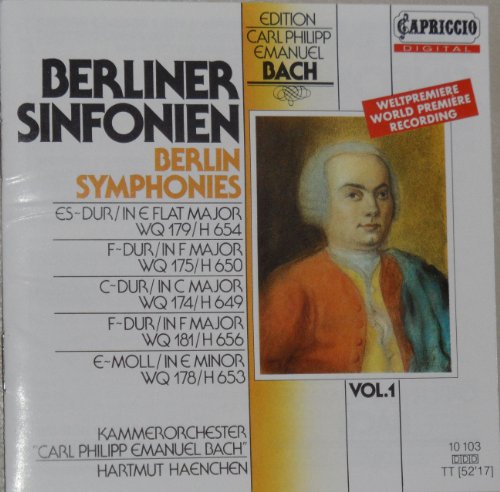 EDITION
CARL PHILIPP
EMANUEL
BACH
CAPRICCIO
DIGITAL
WELTPREMIERE
WORLD PREMIÈRE
RECORDING
BERLINER
SINFONIEN
BERLIN
SYMPHONIES
ES~DUR/IN E FLAT MAJOR
WQ 179/H 654
F~DUR/IN F MAJOR
WQ 175/H 650
C~DUR/IN C MAJOR
WQ 174/H 649
F~DUR/IN F MAJOR
WQ 181/H 656
E~MOLL/IN E MINOR
WQ 178/H 653
VOL.1
KAMMERORCHESTER
"CARL PHILIPP EMANUEL BACH"
HARTMUT HAENCHEN
10 103
DDD
TT [52'17]